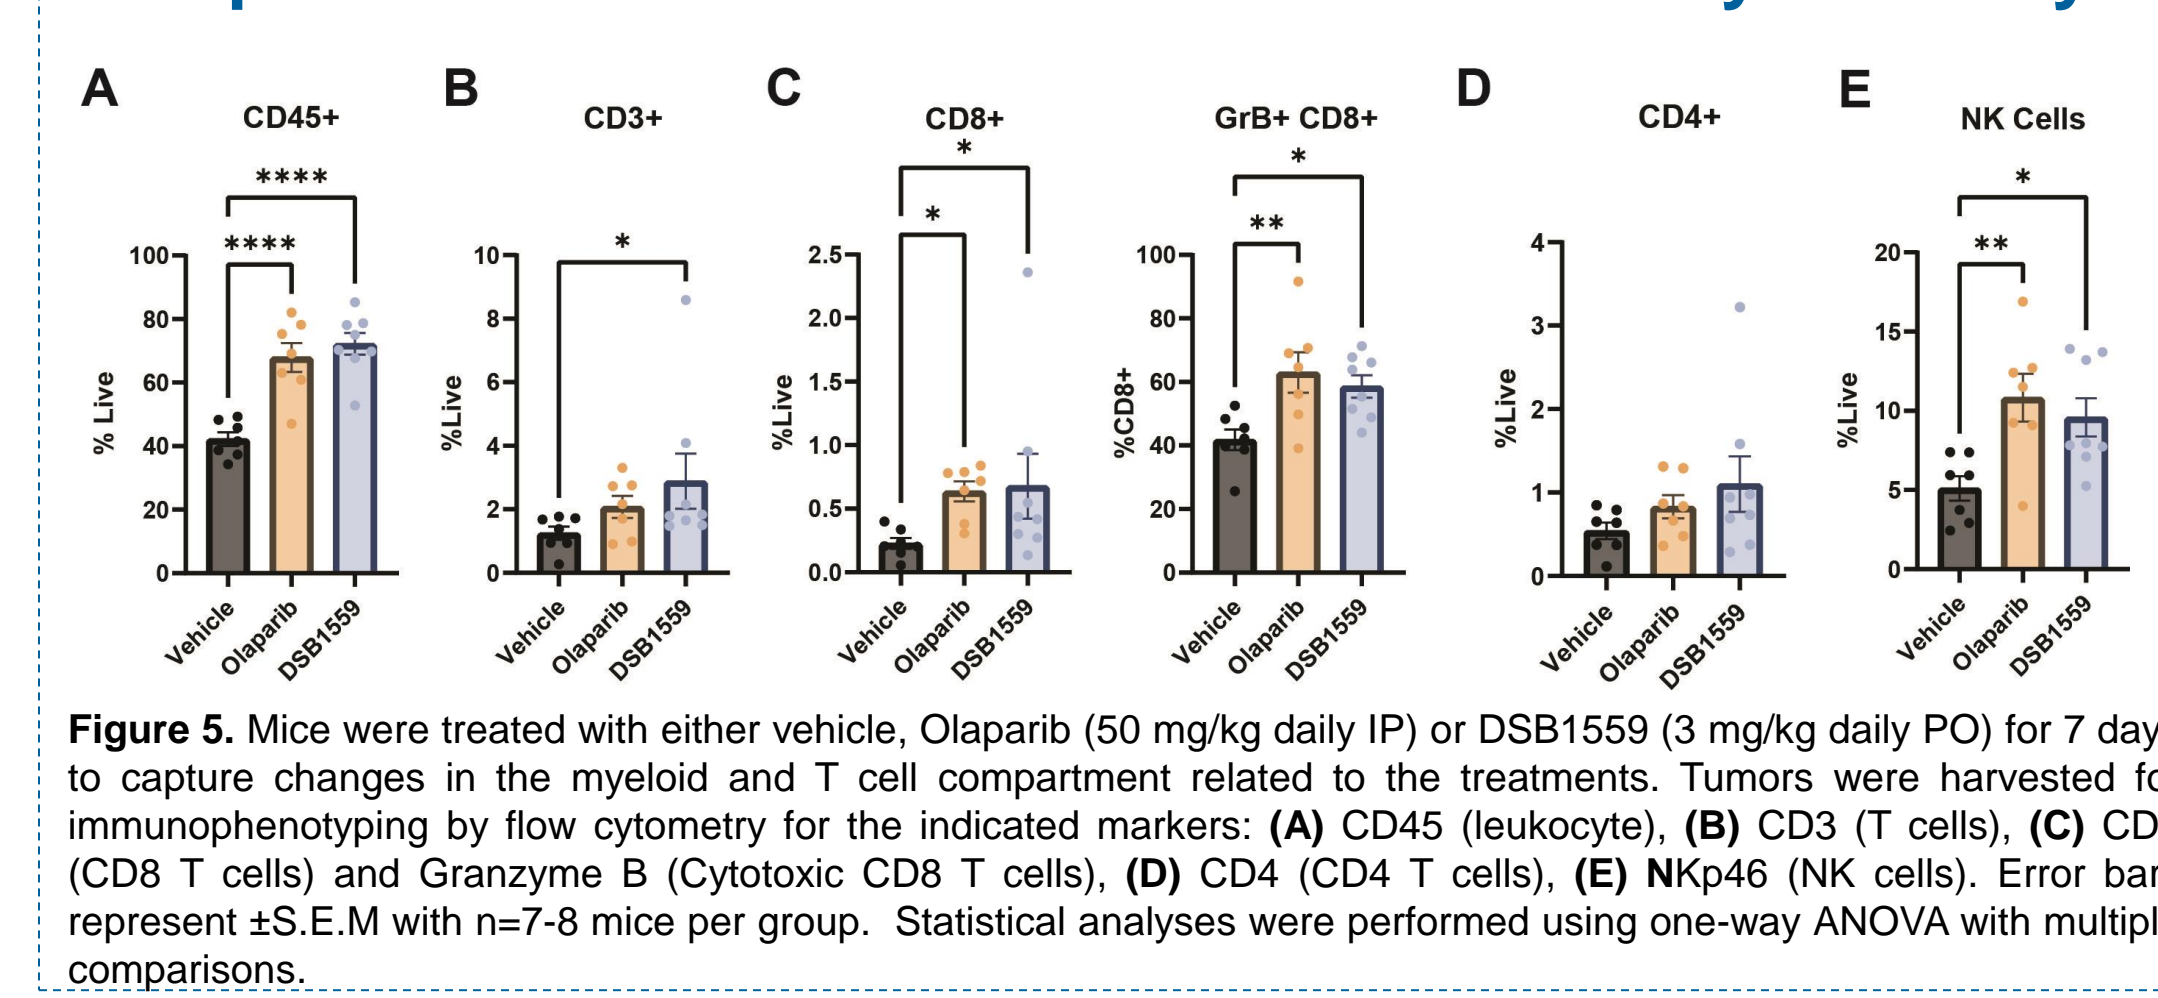 A
B
C
D
E
CD45+
CD3+
CD8+
GrB+ CD8+
CD4+
NK Cells
****
****
*
*
*
*
**
*
**
% Live
100
80
60
40
20
0
Vehicle
Olaparib
DSB1559
%Live
10
8
6
4
2
0
Vehicle
Olaparib
DSB1559
%Live
2.5
2.0
1.5
1.0
0.5
0.0
Vehicle
Olaparib
DSB1559
%CD8+
100
80
60
40
20
0
Vehicle
Olaparib
DSB1559
%Live
4
3
2
1
0
Vehicle
Olaparib
DSB1559
%Live
20
15
10
5
0
Vehicle
Olaparib
DSB1559
Figure 5. Mice were treated with either vehicle, Olaparib (50 mg/kg daily IP) or DSB1559 (3 mg/kg daily PO) for 7 day
to capture changes in the myeloid and T cell compartment related to the treatments. Tumors were harvested fo
immunophenotyping by flow cytometry for the indicated markers: (A) CD45 (leukocyte), (B) CD3 (T cells), (C) CD
(CD8 T cells) and Granzyme B (Cytotoxic CD8 T cells), (D) CD4 (CD4 T cells), (E) NKp46 (NK cells). Error bar
represent ±S.E.M with n=7-8 mice per group. Statistical analyses were performed using one-way ANOVA with multipl
comparisons.